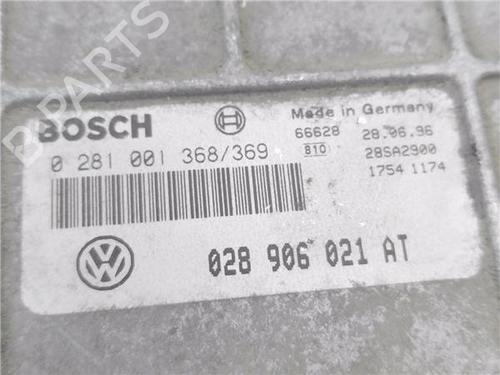 B-PARTS
BOSCH
Made in Germany
0 281 001 368/369
66628 28.06.96
810 28SA2900
1754 1174
028 906 021 AT